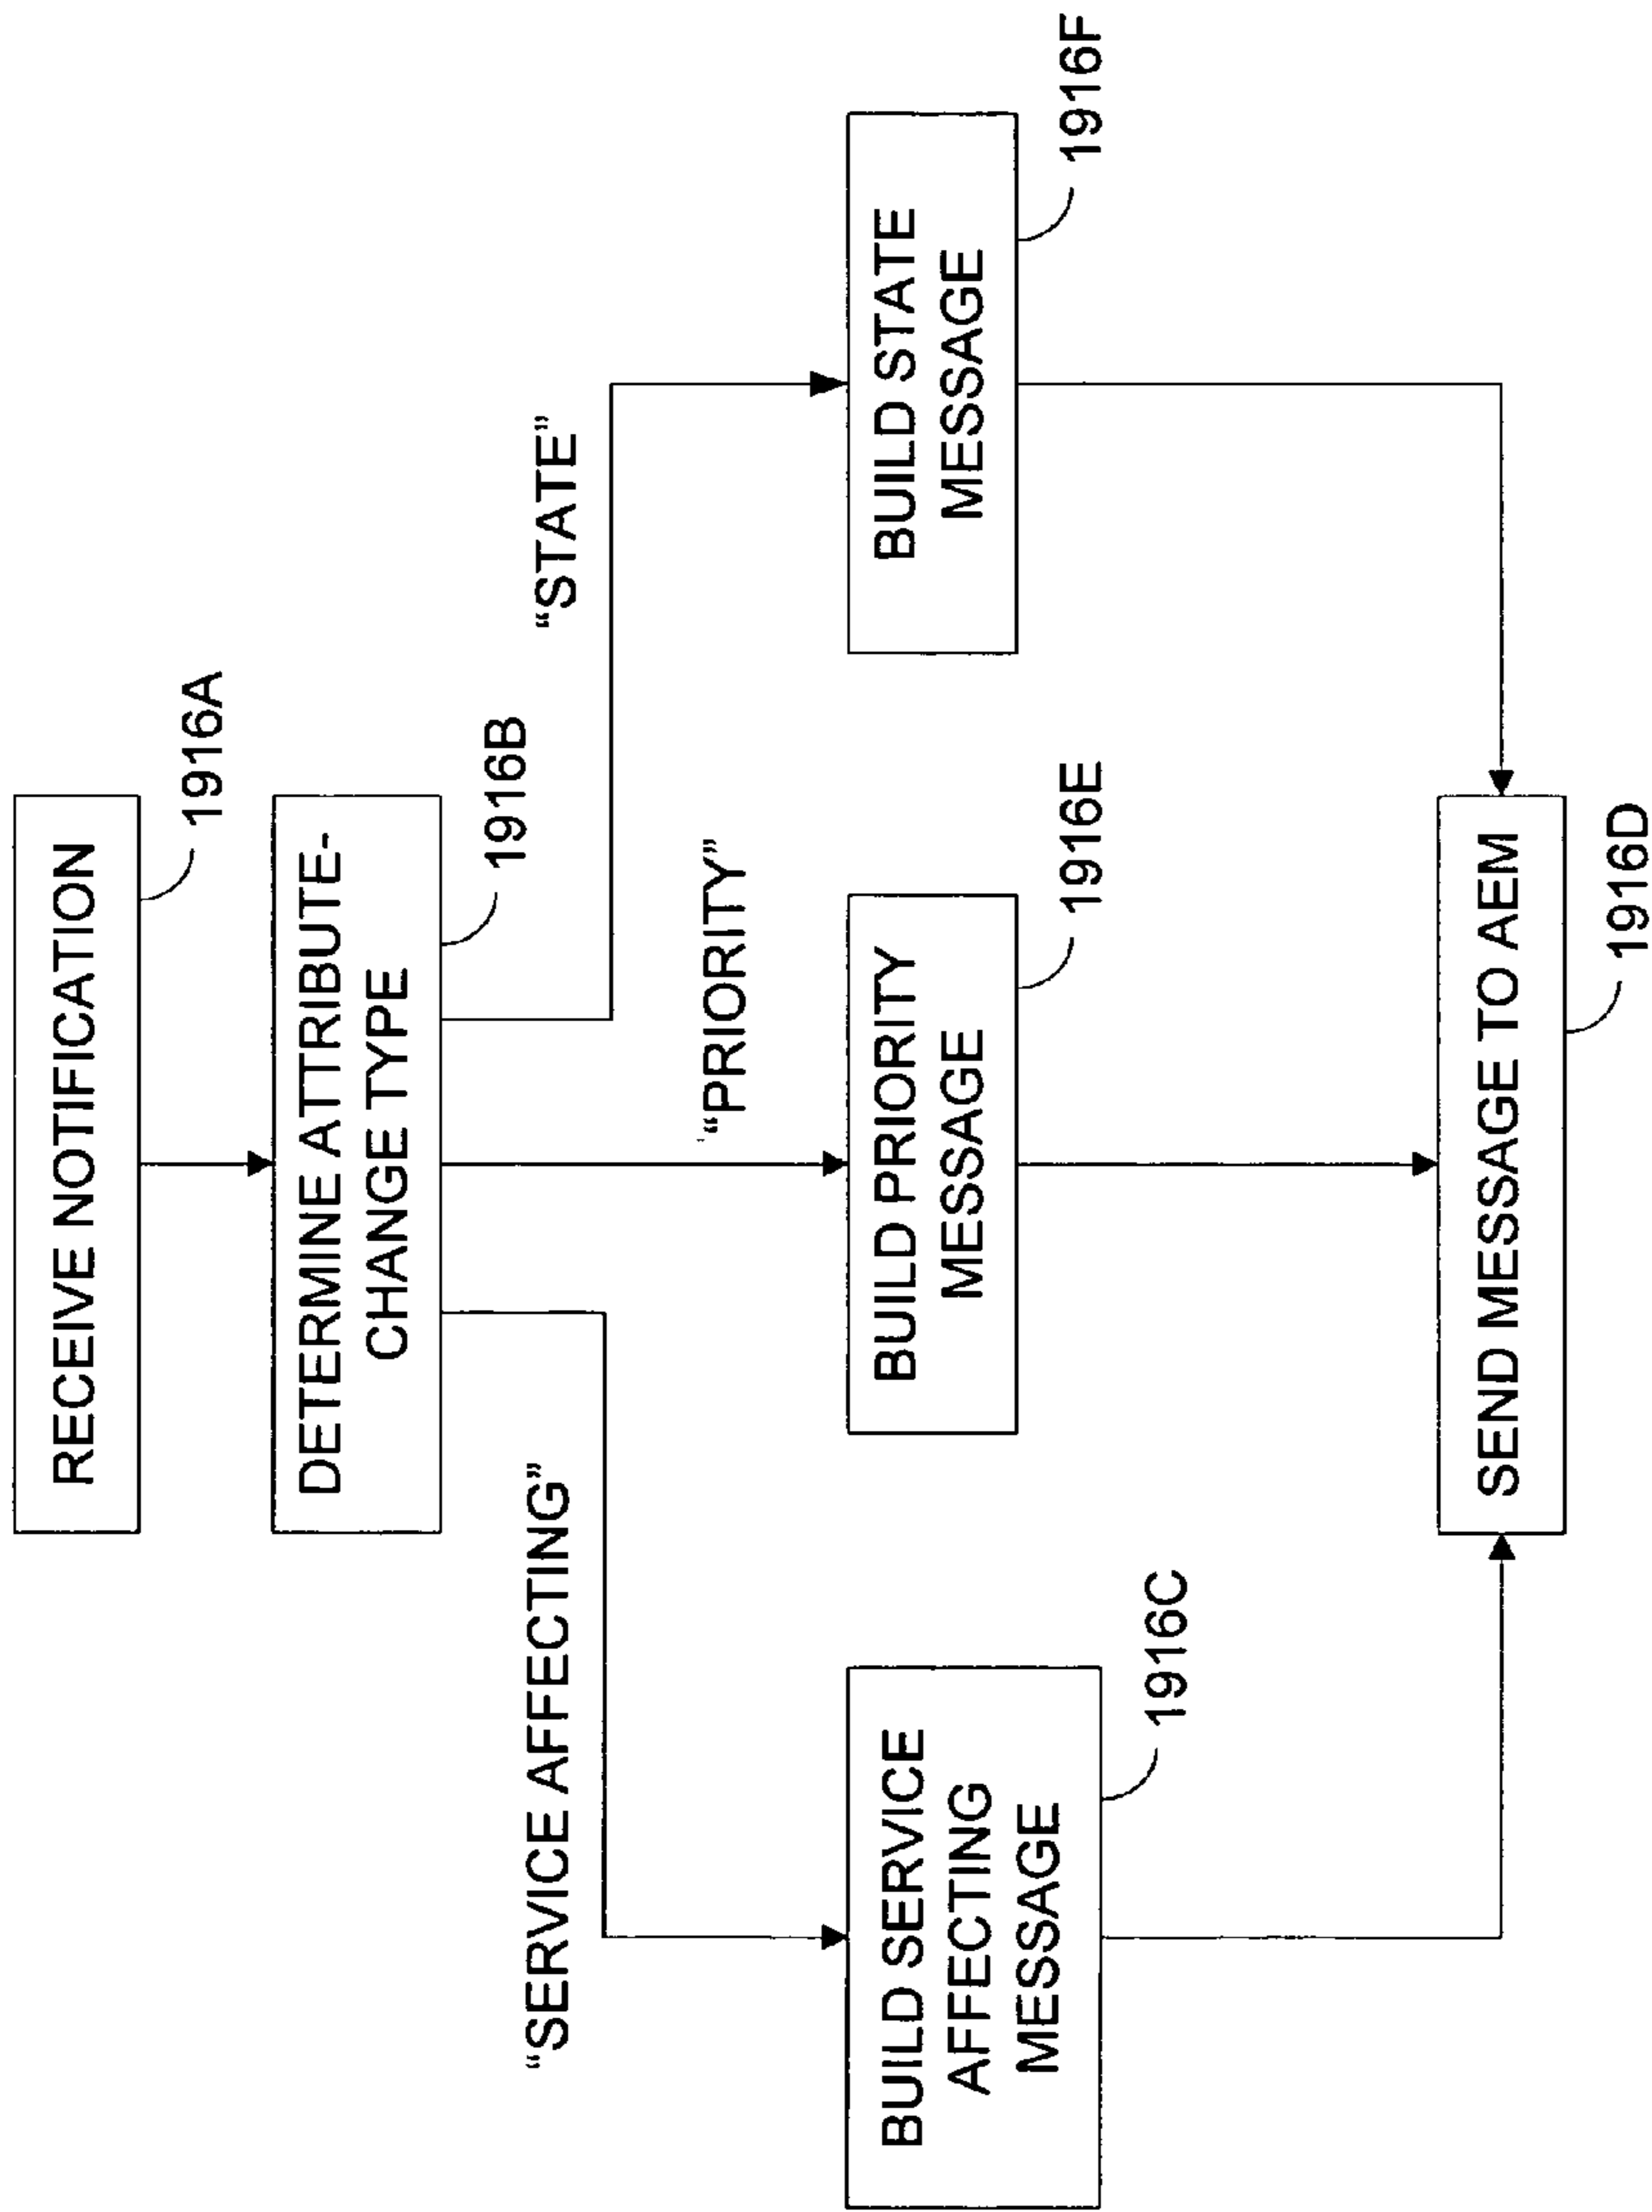 RECEIVE NOTIFICATION
1916A
DETERMINE ATTRIBUTE-
CHANGE TYPE
1916B
“SERVICE AFFECTING”
“PRIORITY”
“STATE”
BUILD SERVICE
AFFECTING
MESSAGE
1916C
BUILD PRIORITY
MESSAGE
1916E
BUILD STATE
MESSAGE
1916F
SEND MESSAGE TO AEM
1916D